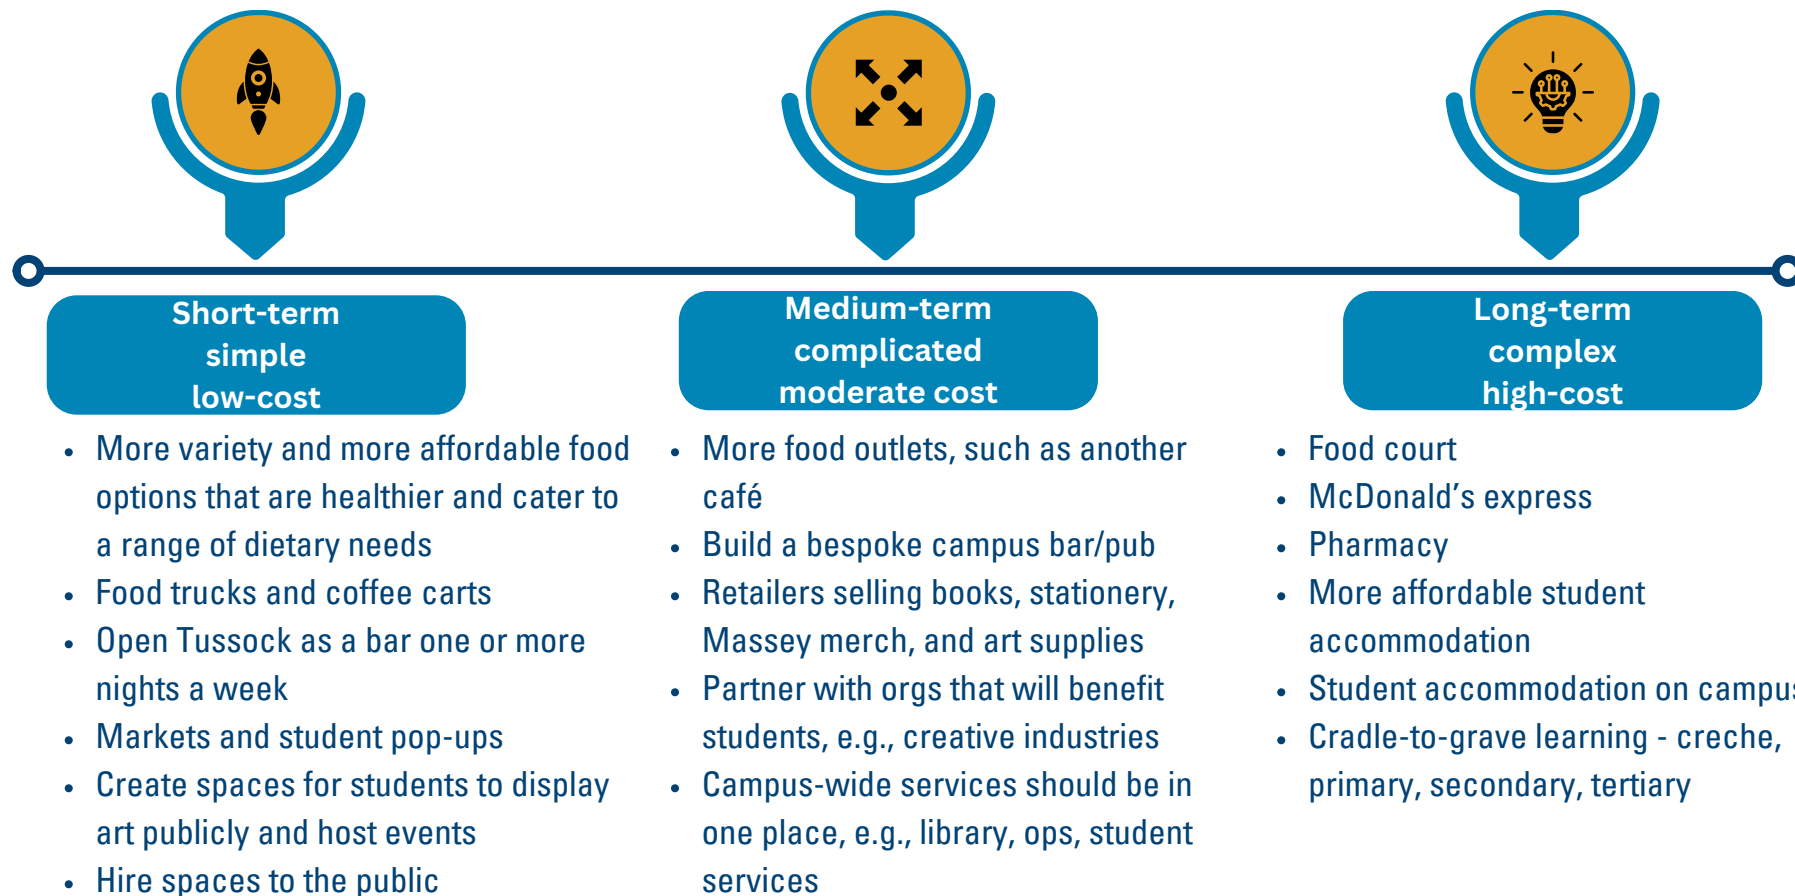 Short-term
simple
low-cost
• More variety and more affordable food
options that are healthier and cater to
a range of dietary needs
• Food trucks and coffee carts
• Open Tussock as a bar one or more
nights a week
• Markets and student pop-ups
• Create spaces for students to display
art publicly and host events
• Hire spaces to the public
Medium-term
complicated
moderate cost
• More food outlets, such as another
café
• Build a bespoke campus bar/pub
• Retailers selling books, stationery,
Massey merch, and art supplies
• Partner with orgs that will benefit
students, e.g., creative industries
• Campus-wide services should be in
one place, e.g., library, ops, student
services
Long-term
complex
high-cost
• Food court
• McDonald’s express
• Pharmacy
• More affordable student
accommodation
• Student accommodation on campus
• Cradle-to-grave learning - creche,
primary, secondary, tertiary